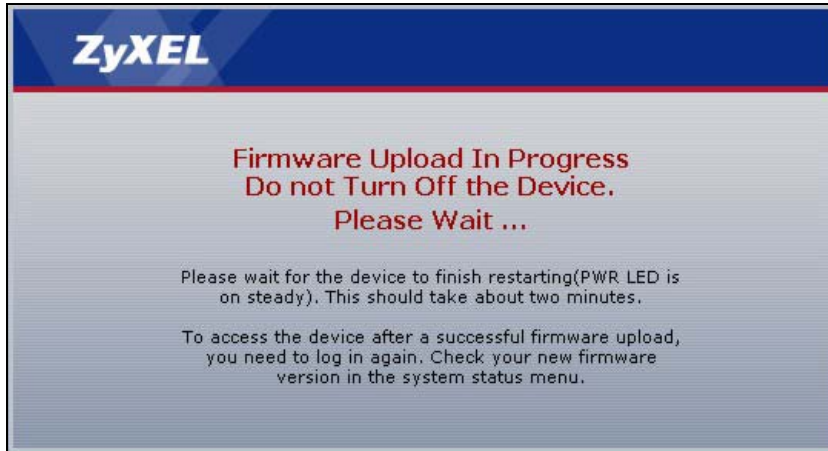 ZyXEL
Firmware Upload In Progress
Do not Turn Off the Device.
Please Wait ...
Please wait for the device to finish restarting(PWR LED is
on steady). This should take about two minutes.
To access the device after a successful firmware upload,
you need to log in again. Check your new firmware
version in the system status menu.